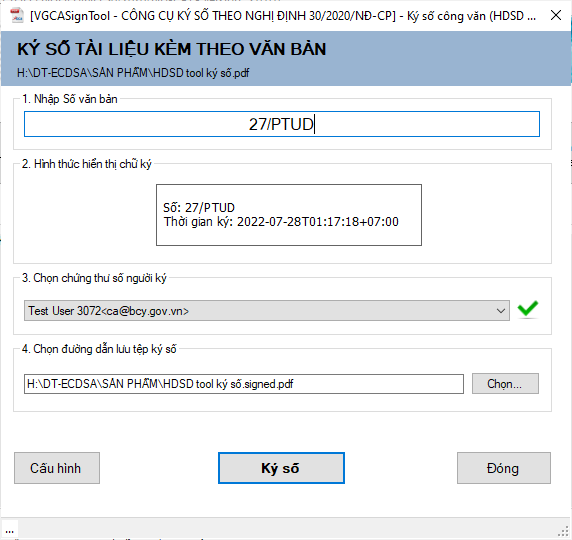 [VGCASignTool - CÔNG CỤ KÝ SỐ THEO NGHỊ ĐỊNH 30/2020/NĐ-CP] - Ký số công văn (HDSD
KÝ SỐ TÀI LIỆU KÈM THEO VĂN BẢN
H:\DT-ECDSA\SẢN PHẨM\HDSD tool ký số.pdf
1. Nhập Số văn bản
27/PTUD
2. Hình thức hiển thị chữ ký
Số: 27/PTUD
Thời gian ký: 2022-07-28T01:17:18+07:00
3. Chọn chứng thư số người ký
Test User 3072<ca@bcy.gov.vn>
4. Chọn đường dẫn lưu tệp ký số
H:\DT-ECDSA\SẢN PHẨM\HDSD tool ký số.signed.pdf
Chọn...
Cấu hình
Ký số
Đóng
...